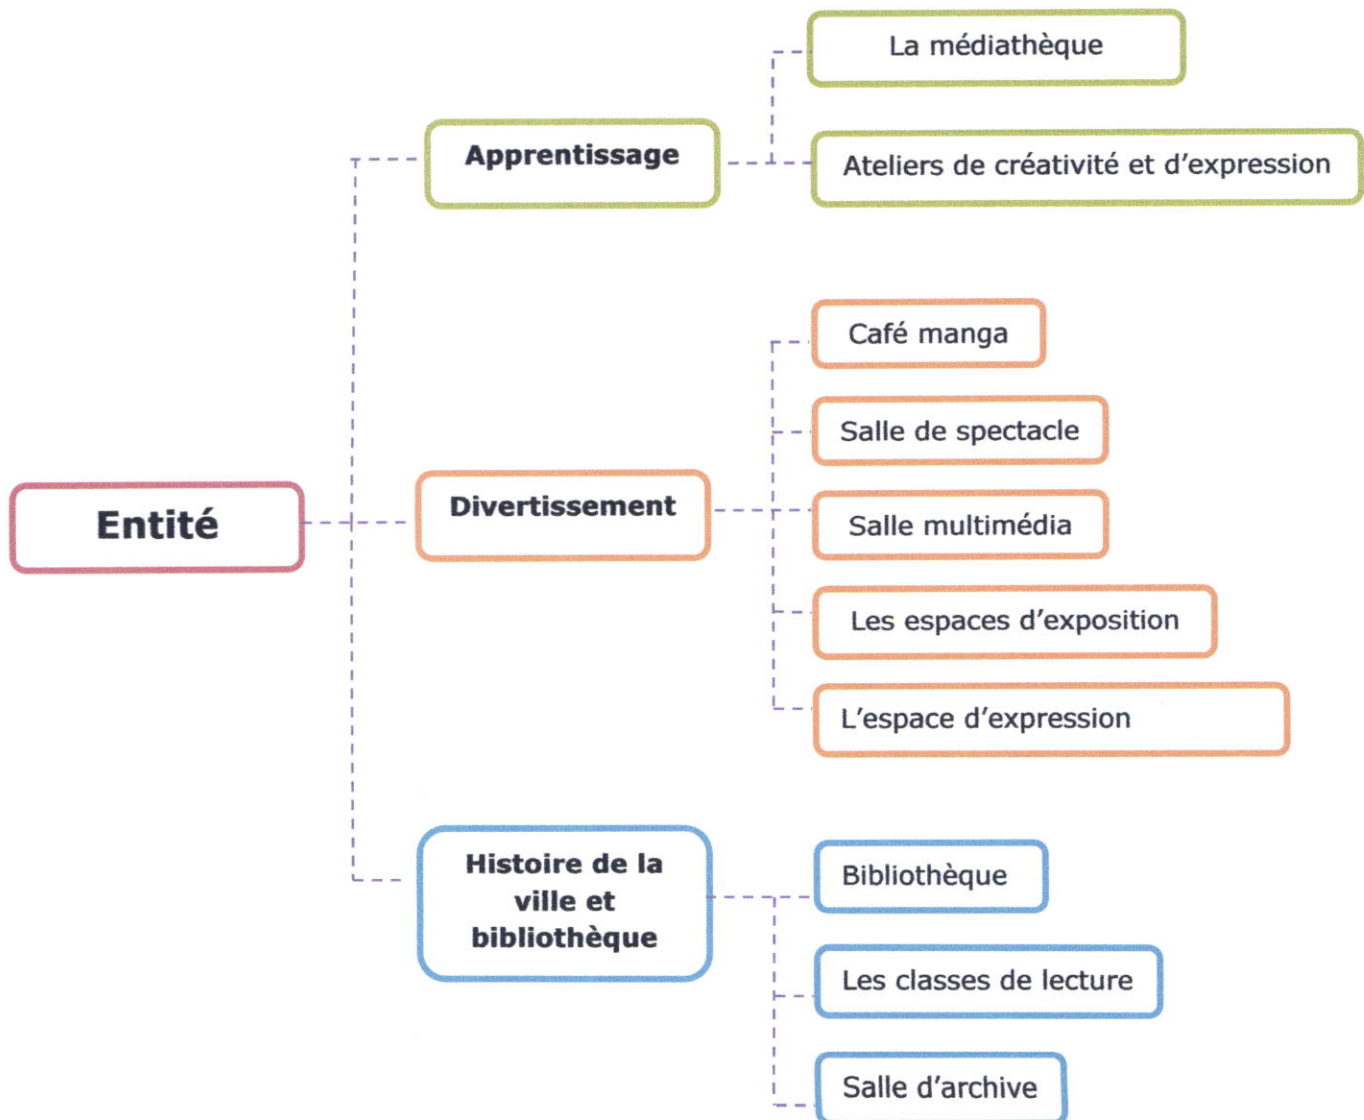 La médiathèque
Apprentissage
Ateliers de créativité et d'expression
Café manga
Salle de spectacle
Entité
Divertissement
Salle multimédia
Les espaces d'exposition
L'espace d'expression
Histoire de la
ville et
bibliothèque
Bibliothèque
Les classes de lecture
Salle d'archive